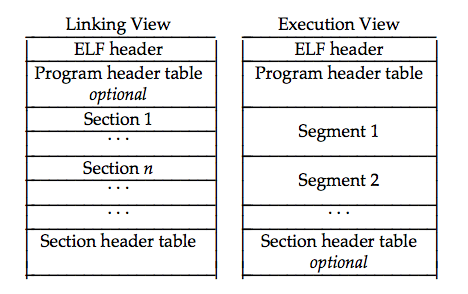 Linking View
ELF header
Program header table
optional
Section 1
. . .
Section n
. . .
. . .
Section header table
Execution View
ELF header
Program header table
Segment 1
Segment 2
. . .
Section header table
optional